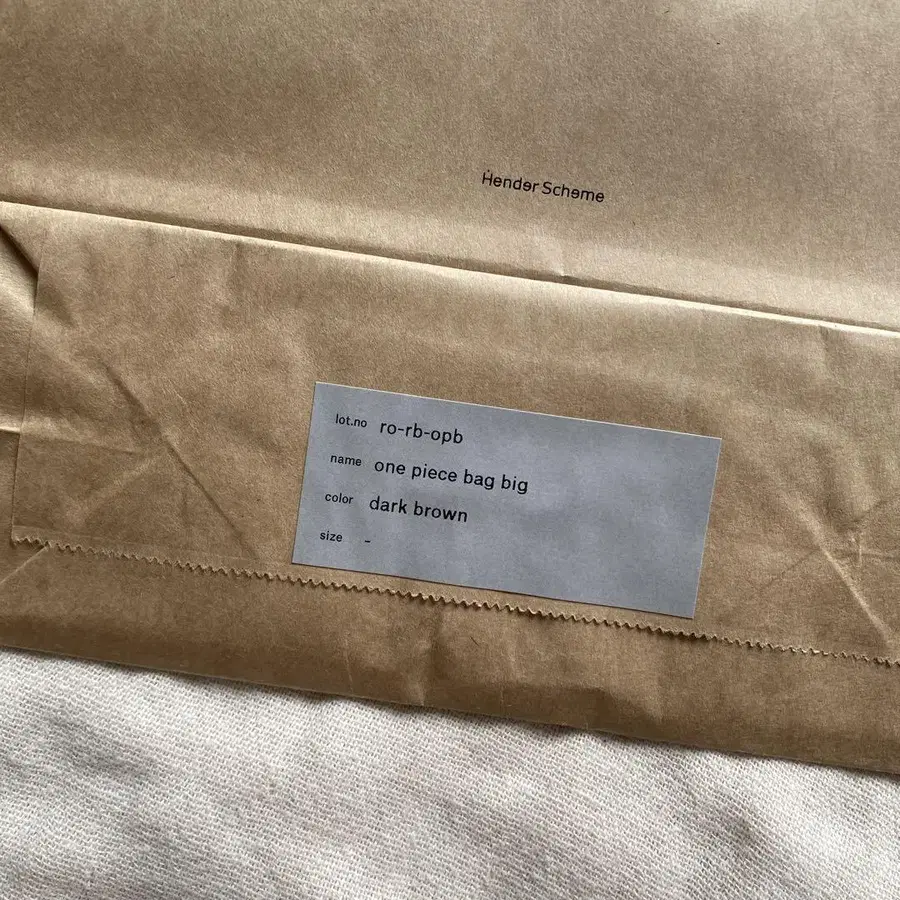 Hender Scheme
lot.no ro-rb-opb
name one piece bag big
color dark brown
size -